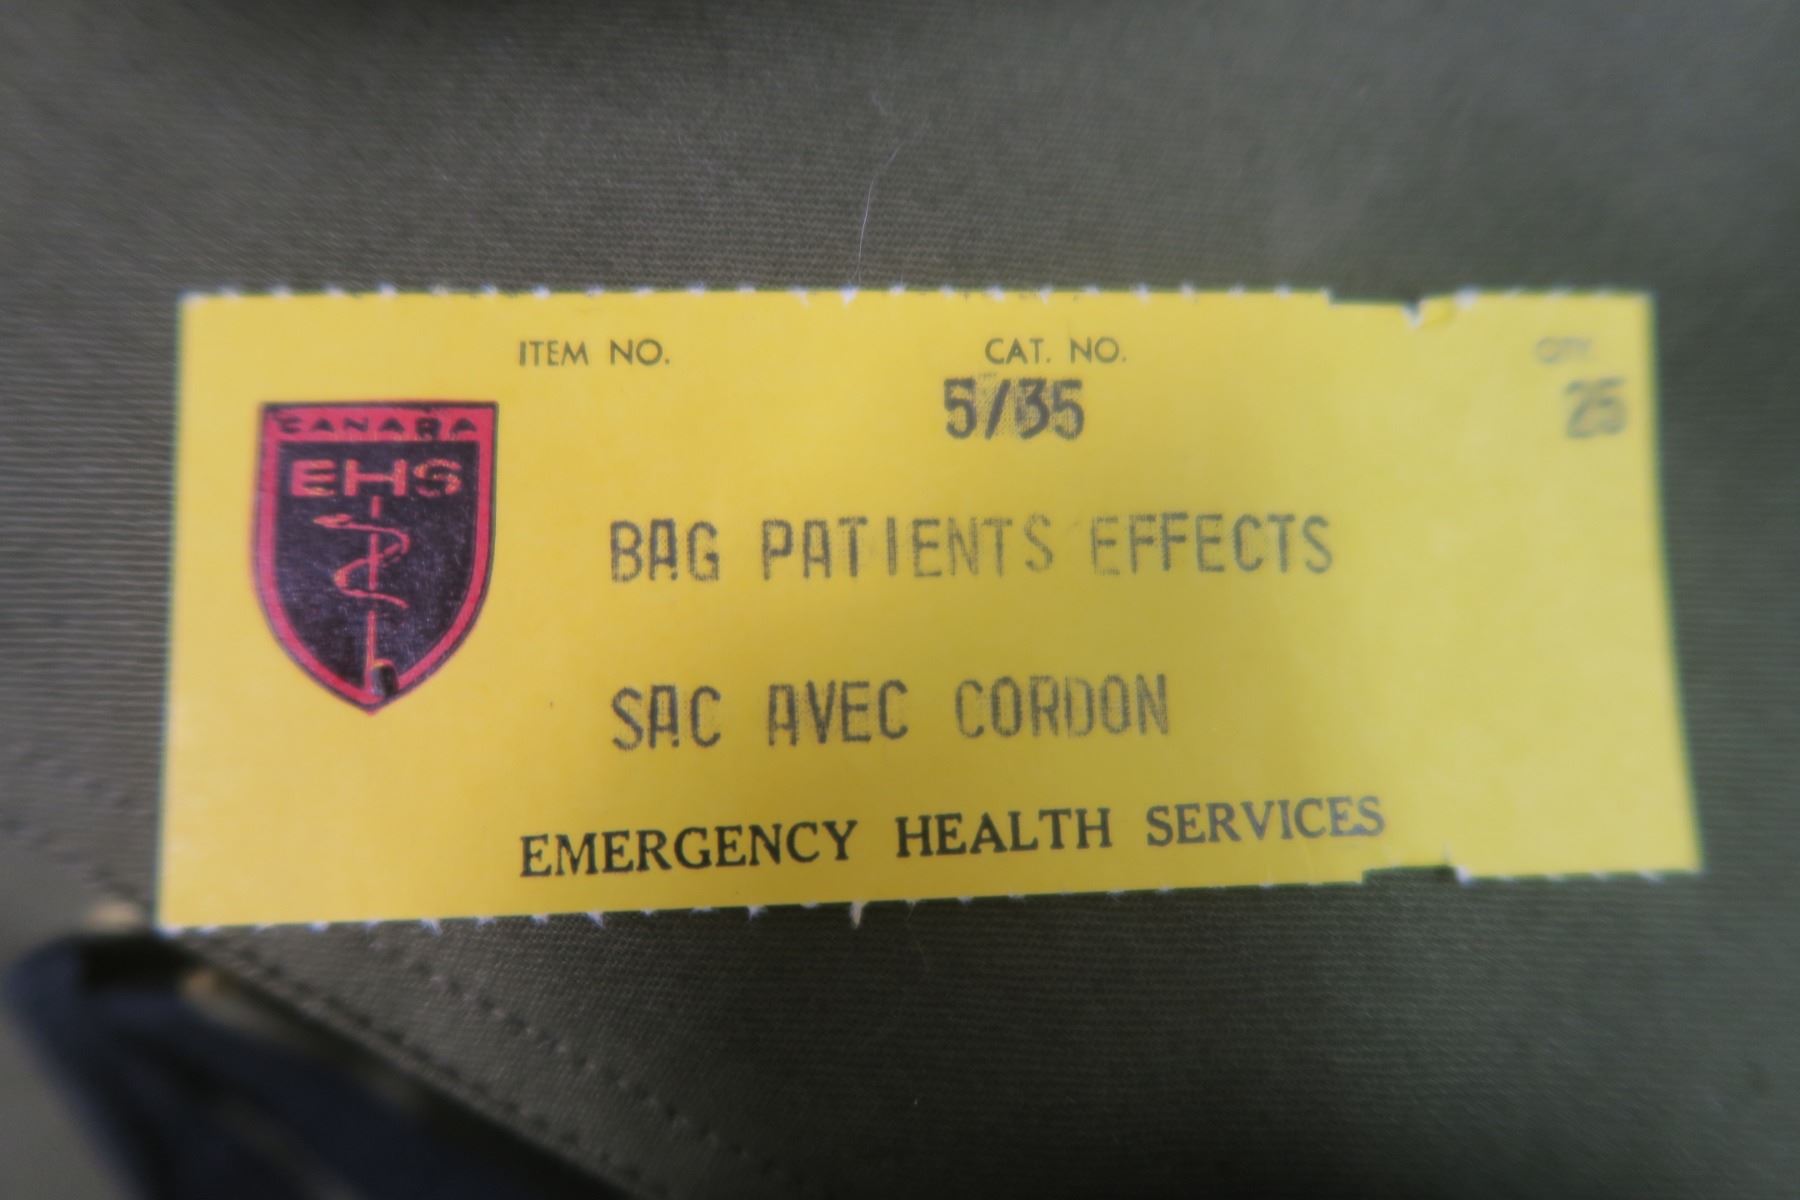 ITEM NO. CAT. NO. QTY.
5/35 25
CANADA
EHS
BAG PATIENTS EFFECTS
SAC AVEC CORDON
EMERGENCY HEALTH SERVICES